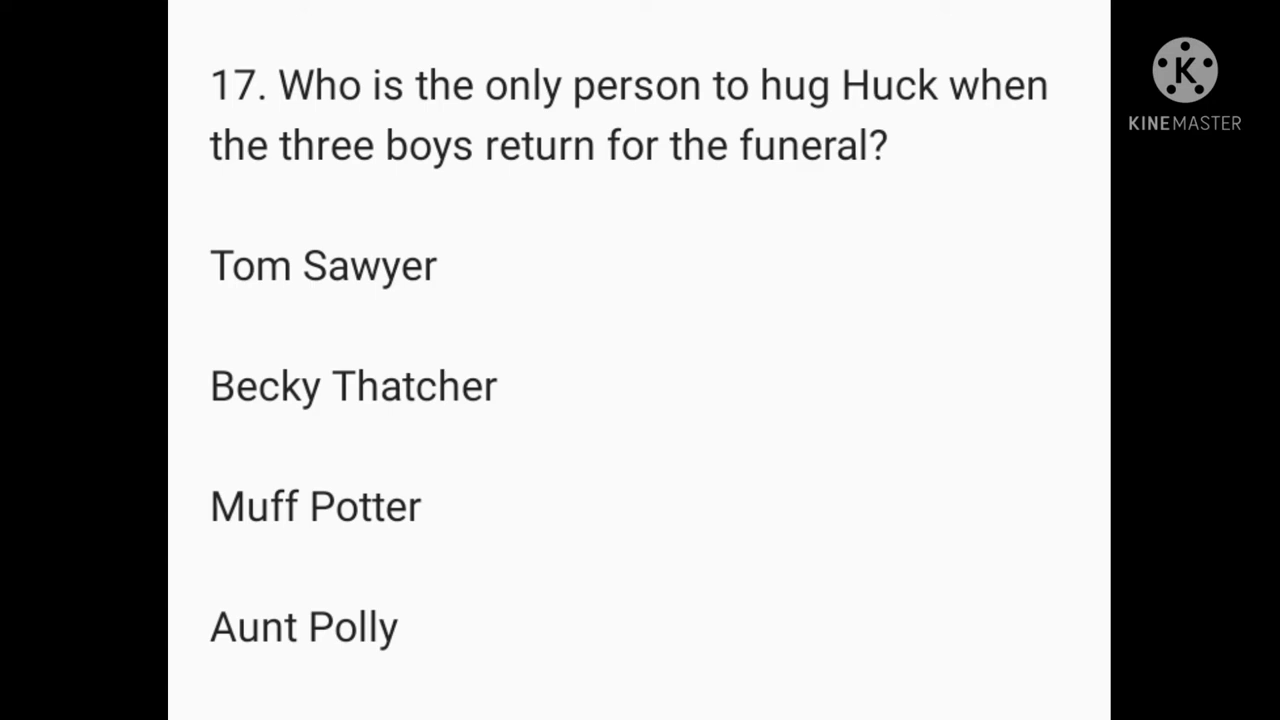 17. Who is the only person to hug Huck when
the three boys return for the funeral?
Tom Sawyer
Becky Thatcher
Muff Potter
Aunt Polly
K
KINEMASTER